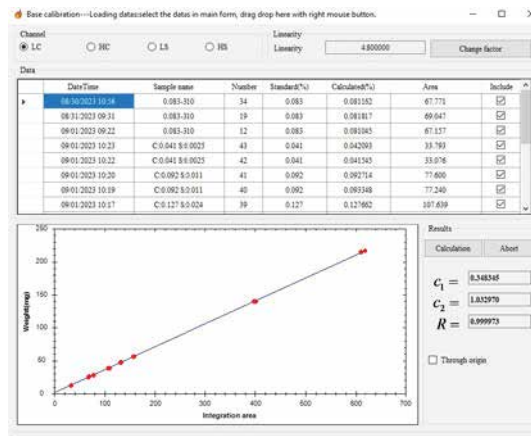 Base calibration---Loading datas:select the datas in main form, drag drop here with right mouse button.
Channel
LC HC LS HS
Linearity
Linearity 4.800000 Change factor
Data
DateTime Sample name Number Standard(%) Calculated(%) Area Include
08/30/2023 10:56 0.083-310 34 0.083 0.081162 67.771
08/31/2023 09:31 0.083-310 19 0.083 0.081817 69.047
09/01/2023 09:22 0.083-310 12 0.083 67.157
09/01/2023 10:23 C:0.041 S:0.0025 43 0.041 0.042093 33.793
09/01/2023 10:22 C:0.041 S:0.0025 42 0.041 0.041545 33.076
09/01/2023 10:20 C:0.092 S:0.011 41 0.092 0.092714 77.600
09/01/2023 10:19 C:0.092 S:0.011 40 0.092 0.093348 77.240
09/01/2023 10:17 C:0.127 S:0.024 39 0.127 0.127662 107.639
Results
Calculation Abort
c1 = 0.348345
c2 = 1.032970
R = 0.999973
Through origin
Weight(mg)
250
200
150
100
50
0
0 100 200 300 400 500 600 700
Integration area